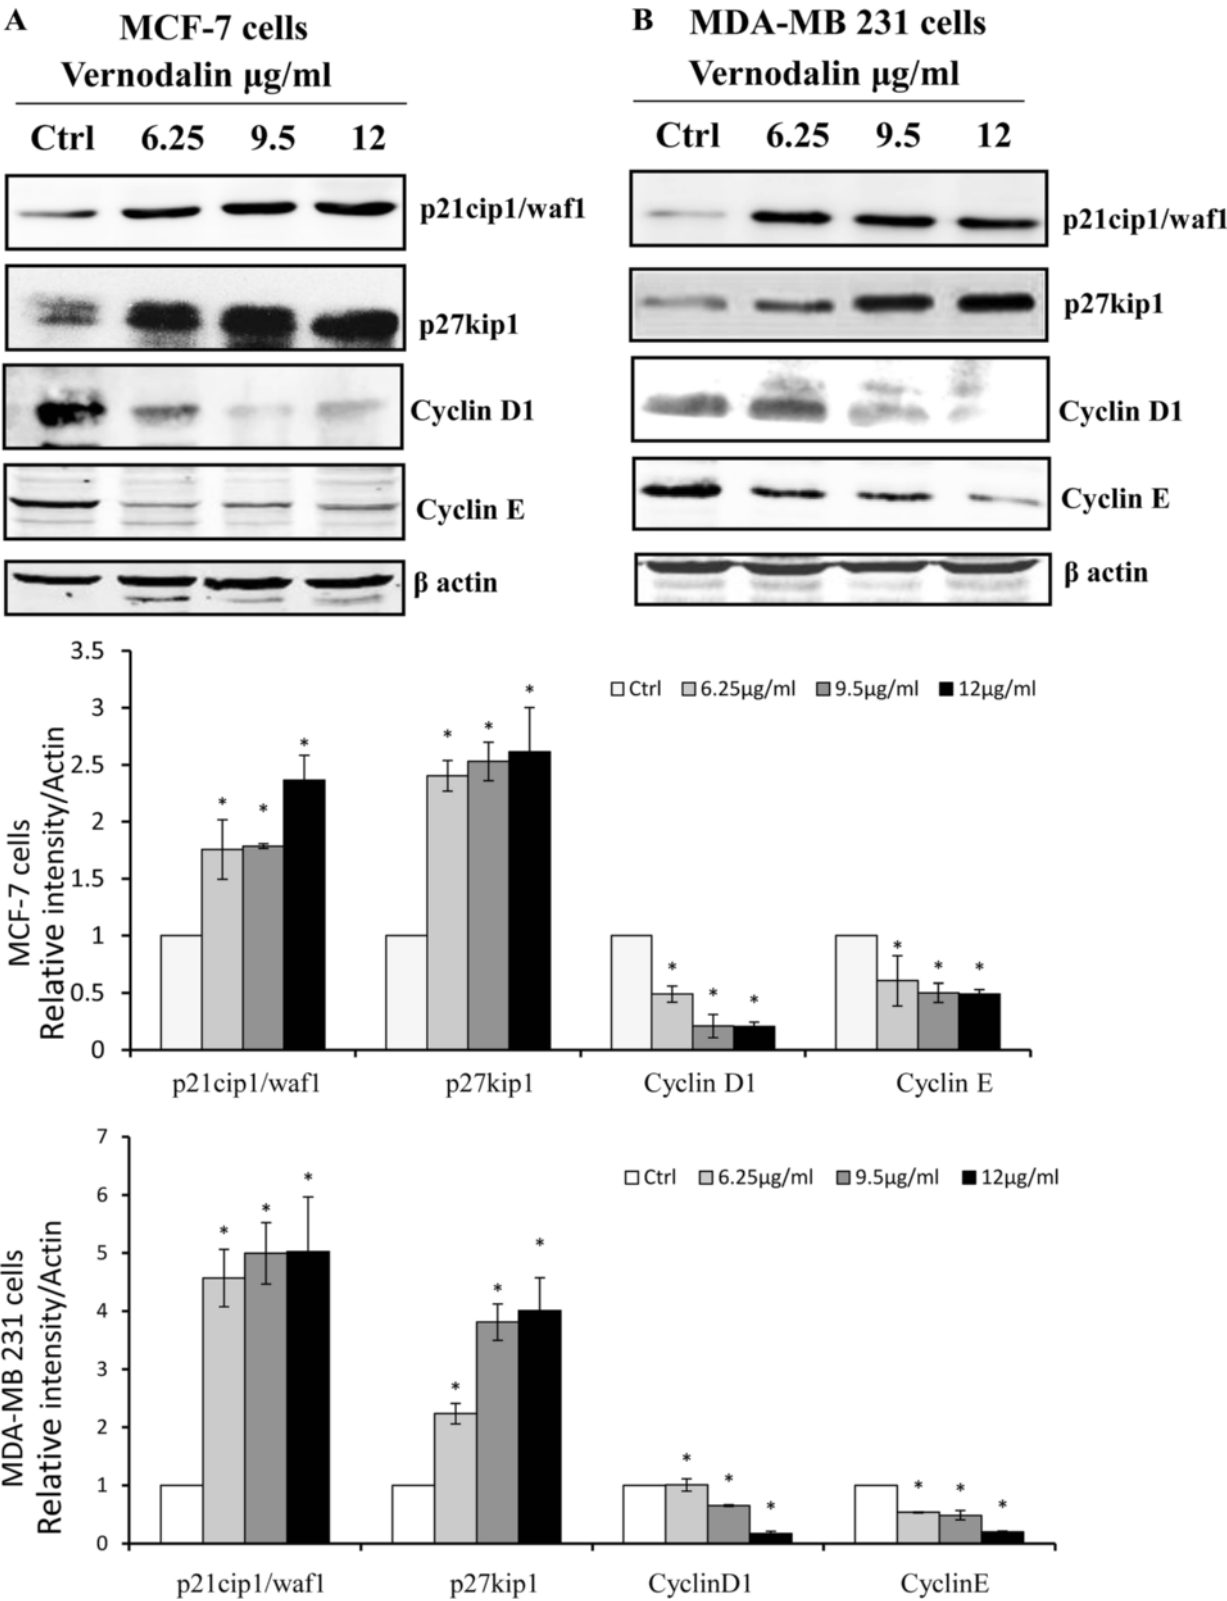 A
MCF-7 cells
Vernodalin µg/ml
Ctrl 6.25 9.5 12
p21cip1/waf1
p27kip1
Cyclin D1
Cyclin E
β actin
B
MDA-MB 231 cells
Vernodalin µg/ml
Ctrl 6.25 9.5 12
p21cip1/waf1
p27kip1
Cyclin D1
Cyclin E
β actin
MCF-7 cells
Relative intensity/Actin
3.5
3
2.5
2
1.5
1
0.5
0
Ctrl 6.25µg/ml 9.5µg/ml 12µg/ml
* * * * * * * * * * * *
p21cip1/waf1 p27kip1 Cyclin D1 Cyclin E
MDA-MB 231 cells
Relative intensity/Actin
7
6
5
4
3
2
1
0
Ctrl 6.25µg/ml 9.5µg/ml 12µg/ml
* * * * * * * * * * * *
p21cip1/waf1 p27kip1 CyclinD1 CyclinE